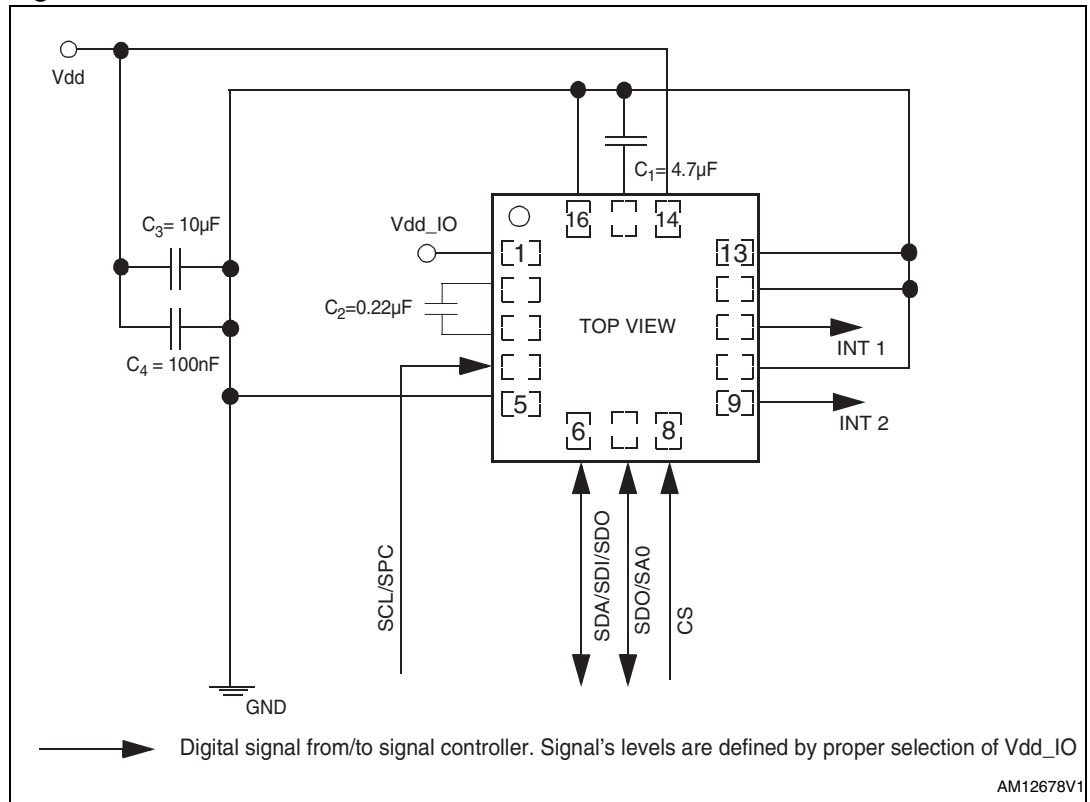 Vdd
C3= 10µF
C4 = 100nF
Vdd_IO
C2=0.22µF
C1= 4.7µF
16
14
1
13
TOP VIEW
INT 1
5
9
INT 2
6
8
SCL/SPC
SDA/SDI/SDO
SDO/SA0
CS
GND
Digital signal from/to signal controller. Signal’s levels are defined by proper selection of Vdd_IO
AM12678V1